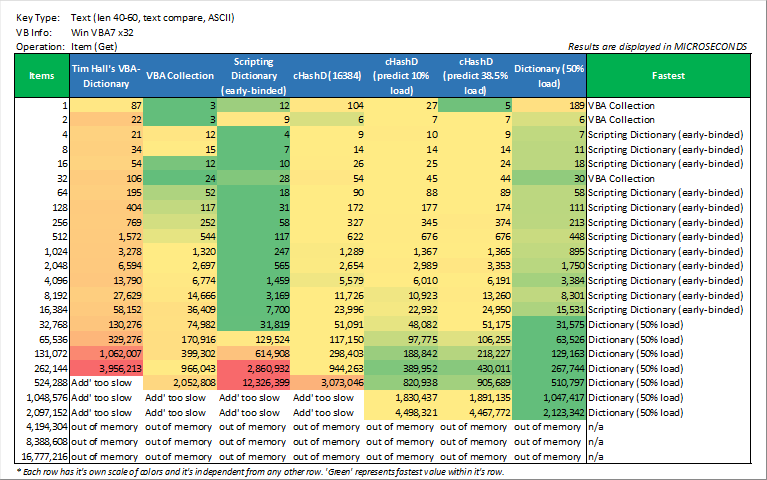 Key Type: Text (len 40-60, text compare, ASCII)
VB Info: Win VBA7 x32
Operation: Item (Get) Results are displayed in MICROSECONDS
Items Tim Hall's VBA-Dictionary VBA Collection Scripting Dictionary (early-binded) cHashD (16384) cHashD (predict 10% load) cHashD (predict 38.5% load) Dictionary (50% load) Fastest
1 87 3 12 104 27 5 189 VBA Collection
2 22 3 9 6 7 7 6 VBA Collection
4 21 12 4 9 10 9 7 Scripting Dictionary (early-binded)
8 34 15 7 14 14 14 11 Scripting Dictionary (early-binded)
16 54 12 10 26 25 24 18 Scripting Dictionary (early-binded)
32 106 24 28 54 45 44 30 VBA Collection
64 195 52 18 90 88 89 58 Scripting Dictionary (early-binded)
128 404 117 31 172 177 174 111 Scripting Dictionary (early-binded)
256 769 252 58 327 345 374 213 Scripting Dictionary (early-binded)
512 1,572 544 117 622 676 676 448 Scripting Dictionary (early-binded)
1,024 3,278 1,320 247 1,289 1,367 1,365 895 Scripting Dictionary (early-binded)
2,048 6,594 2,697 565 2,654 2,989 3,353 1,750 Scripting Dictionary (early-binded)
4,096 13,790 6,774 1,459 5,579 6,010 6,191 3,384 Scripting Dictionary (early-binded)
8,192 27,629 14,666 3,169 11,726 10,923 13,260 8,301 Scripting Dictionary (early-binded)
16,384 58,152 36,409 7,700 23,996 22,932 24,950 15,531 Scripting Dictionary (early-binded)
32,768 130,276 74,982 31,819 51,091 48,082 51,175 31,575 Dictionary (50% load)
65,536 329,276 170,916 129,524 117,150 97,775 106,255 63,526 Dictionary (50% load)
131,072 1,062,007 399,302 614,908 298,403 188,842 218,227 129,163 Dictionary (50% load)
262,144 3,956,213 966,043 2,860,932 944,263 389,952 430,011 267,744 Dictionary (50% load)
524,288 Add' too slow 2,052,808 12,326,399 3,073,046 820,938 905,689 510,797 Dictionary (50% load)
1,048,576 Add' too slow Add' too slow Add' too slow Add' too slow 1,830,437 1,891,135 1,047,417 Dictionary (50% load)
2,097,152 Add' too slow Add' too slow Add' too slow Add' too slow 4,498,321 4,467,772 2,123,342 Dictionary (50% load)
4,194,304 out of memory out of memory out of memory out of memory out of memory out of memory out of memory n/a
8,388,608 out of memory out of memory out of memory out of memory out of memory out of memory out of memory n/a
16,777,216 out of memory out of memory out of memory out of memory out of memory out of memory out of memory n/a
* Each row has it's own scale of colors and it's independent from any other row. 'Green' represents fastest value within it's row.